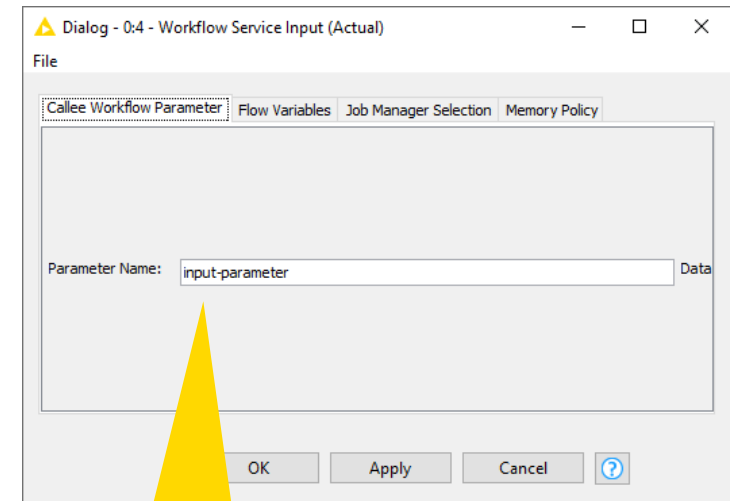 Dialog - 0:4 - Workflow Service Input (Actual)
File
Callee Workflow Parameter Flow Variables Job Manager Selection Memory Policy
Parameter Name: input-parameter Data
OK Apply Cancel ?